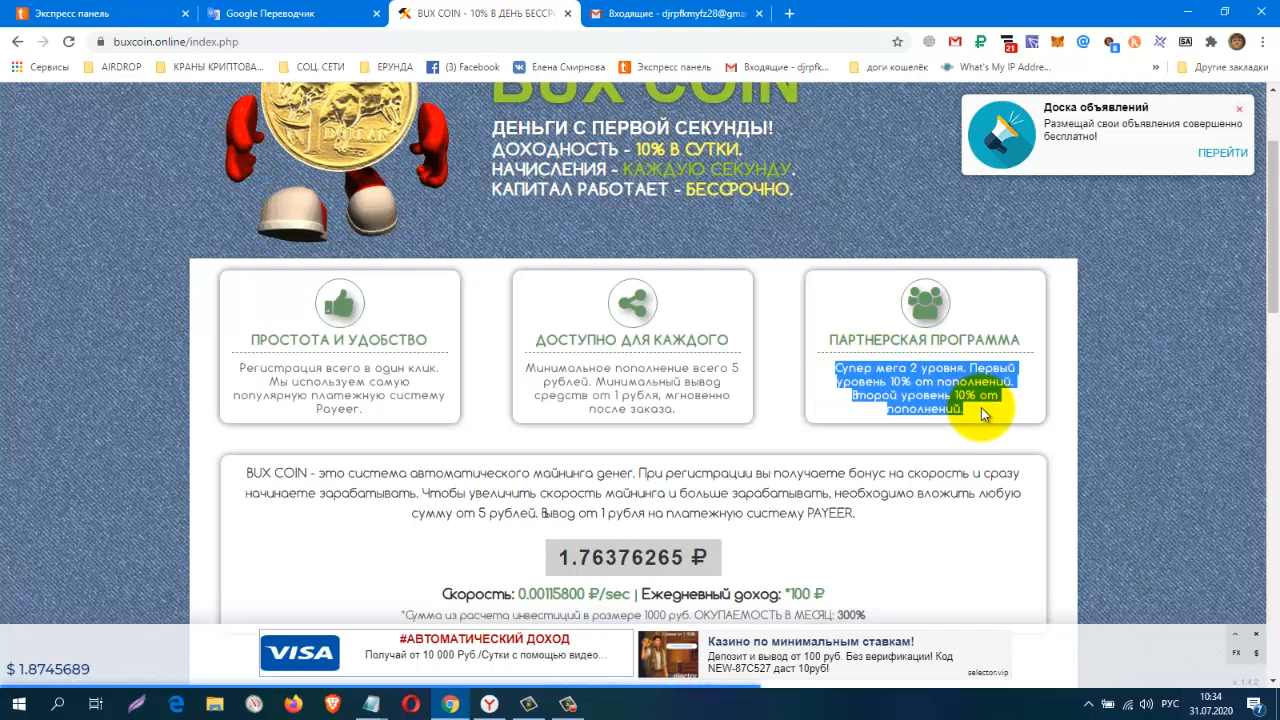 Экспресс панель
Google Переводчик
BUX COIN - 10% В ДЕНЬ БЕССР
Входящие - djrpfkmyfz28@gma
buxcoin.online/index.php
21
8
SA
Сервисы
AIRDROP
КРАНЫ КРИПТОВА...
СОЦ. СЕТИ
ЕРУНДА
(3) Facebook
Елена Смирнова
Экспресс панель
Входящие - djrpfk...
доги кошелёк
What's My IP Addre...
»
Другие закладки
BUX COIN
ДЕНЬГИ С ПЕРВОЙ СЕКУНДЫ!
ДОХОДНОСТЬ - 10% В СУТКИ.
НАЧИСЛЕНИЯ - КАЖДУЮ СЕКУНДУ.
КАПИТАЛ РАБОТАЕТ - БЕССРОЧНО.
Доска объявлений
Размещай свои объявления совершенно
бесплатно!
ПЕРЕЙТИ
ПРОСТОТА И УДОБСТВО
Регистрация всего в один клик.
Мы используем самую
популярную платежную систему
Payeer.
ДОСТУПНО ДЛЯ КАЖДОГО
Минимальное пополнение всего 5
рублей. Минимальный вывод
средств от 1 рубля, мгновенно
после заказа.
ПАРТНЕРСКАЯ ПРОГРАММА
Супер мега 2 уровня. Первый
уровень 10% от пополнений.
Второй уровень 10% от
пополнений.
BUX COIN - это система автоматического майнинга денег. При регистрации вы получаете бонус на скорость и сразу
начинаете зарабатывать. Чтобы увеличить скорость майнинга и больше зарабатывать, необходимо вложить любую
сумму от 5 рублей. Вывод от 1 рубля на платежную систему PAYEER.
1.76376265 ₽
Скорость: 0.00115800 ₽/sec | Ежедневный доход: *100 ₽
*Сумма из расчета инвестиций в размере 1000 руб. ОКУПАЕМОСТЬ В МЕСЯЦ: 300%
$ 1.8745689
VISA
#АВТОМАТИЧЕСКИЙ ДОХОД
Получай от 10 000 Руб./Сутки с помощью видео...
Казино по минимальным ставкам!
Депозит и вывод от 100 руб. Без верификации! Код
NEW-87C527 даст 10руб!
selector.vip
FX $
v. 1.9.2
РУС
10:34
31.07.2020
7